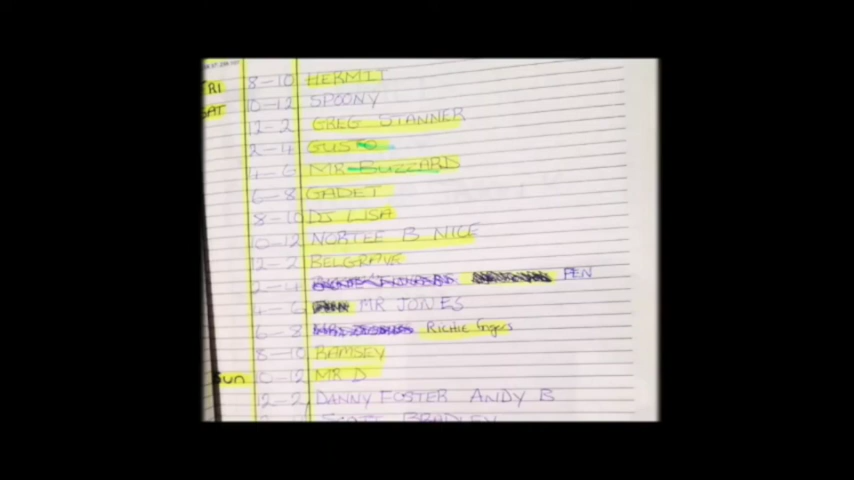 FRI 8-10 HERMIT
SAT 10-12 SPOONY
12-2 GREG STANNER
2-4 GUSTO
4-6 MR BUZZARD
6-8 GADET
8-10 DJ LISA
10-12 NORTEE B NICE
12-2 BELGRAVE
2-4 PEN
4-6 MR JONES
6-8 RICHIE fingers
8-10 RAMSEY
Sun 10-12 MR D
12-2 DANNY FOSTER ANDY B
SCOTT BRADLEY